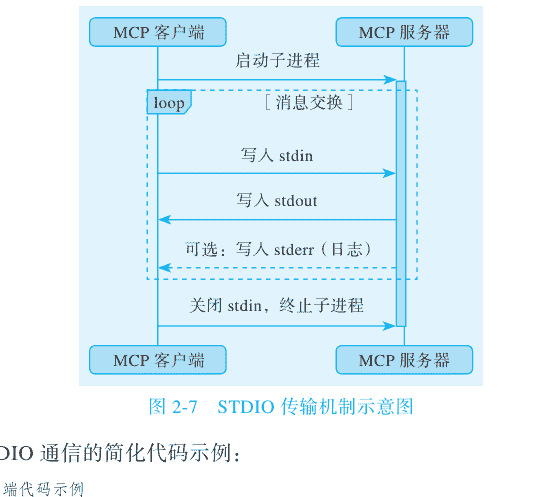 MCP 客户端 MCP 服务器
启动子进程
loop [消息交换]
写入 stdin
写入 stdout
可选：写入 stderr（日志）
关闭 stdin，终止子进程
MCP 客户端 MCP 服务器
图 2-7 STDIO 传输机制示意图
DIO 通信的简化代码示例：
端代码示例